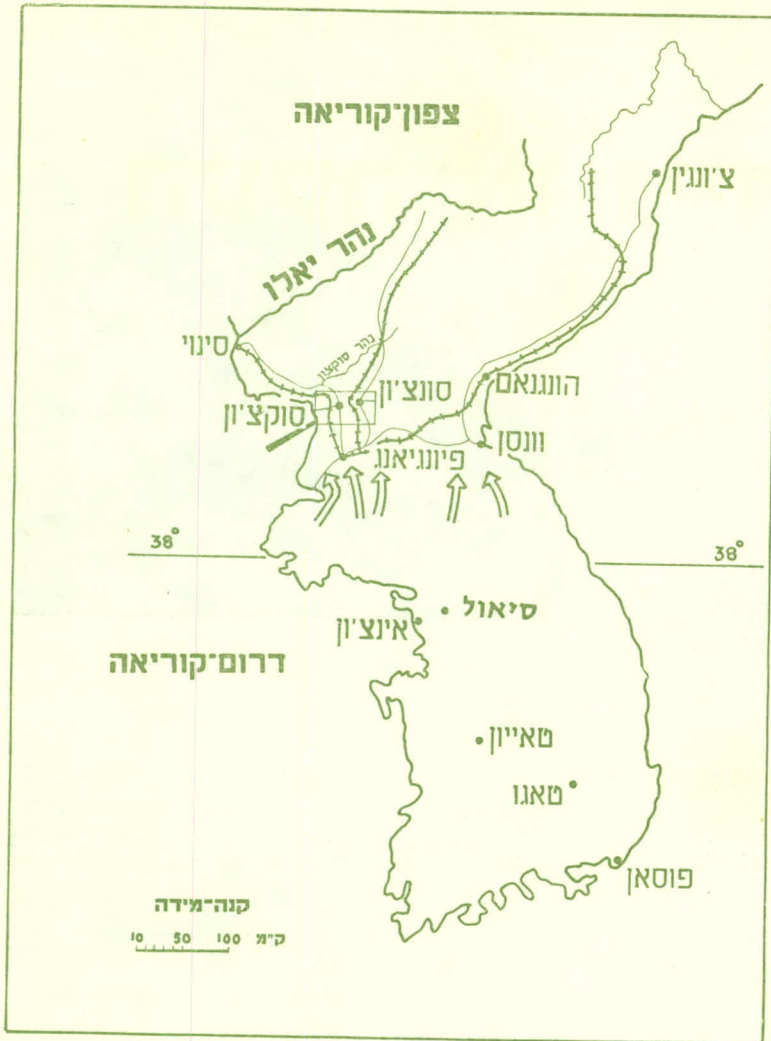 צפון־קוריאה
צ'ונגין
נהר יאלו
סינוי
נהר סוקצ'ון
סונצ'ון
הונגנאם
סוקצ'ון
וונסן
פיונגיאנג
38°
38°
סיאול
אינצ'ון
דרום־קוריאה
טאייון
טאגו
פוסאן
קנה־מידה
10 50 100 ק"מ